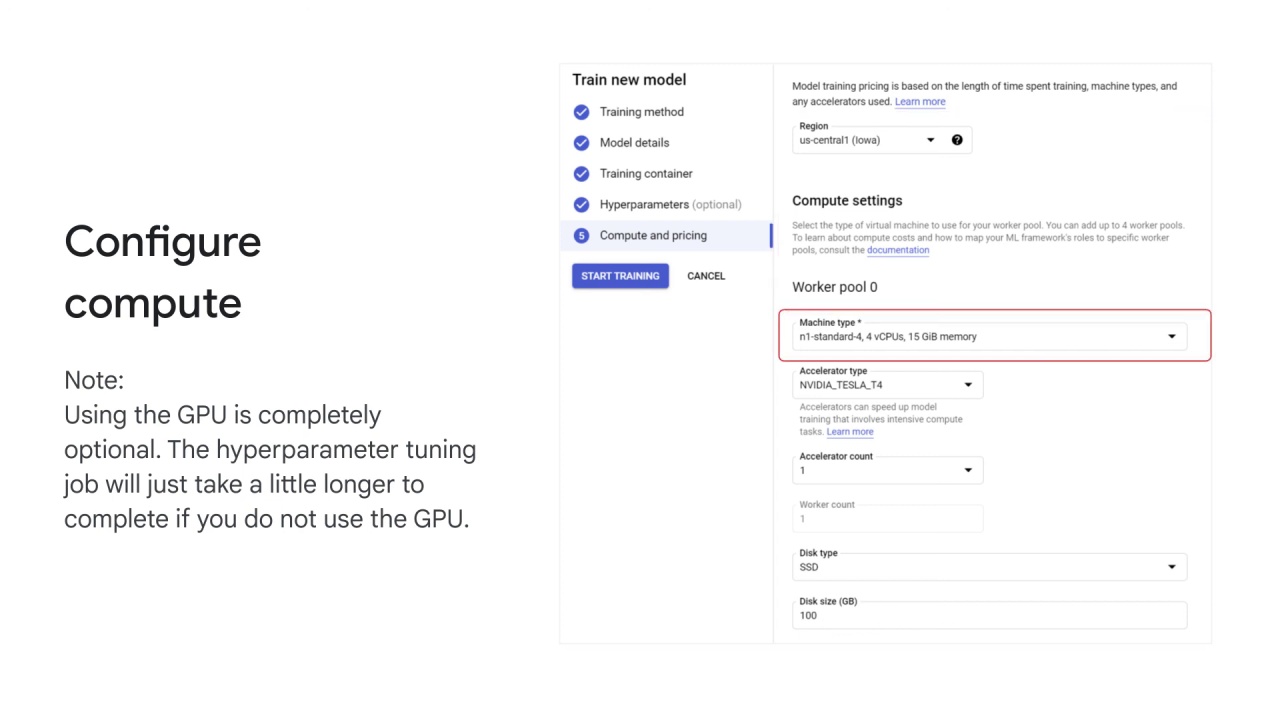 Configure
compute
Note:
Using the GPU is completely
optional. The hyperparameter tuning
job will just take a little longer to
complete if you do not use the GPU.
Train new model
Training method
Model details
Training container
Hyperparameters (optional)
5 Compute and pricing
START TRAINING CANCEL
Model training pricing is based on the length of time spent training, machine types, and
any accelerators used. Learn more
Region
us-central1 (Iowa)
?
Compute settings
Select the type of virtual machine to use for your worker pool. You can add up to 4 worker pools.
To learn about compute costs and how to map your ML framework's roles to specific worker
pools, consult the documentation
Worker pool 0
Machine type *
n1-standard-4, 4 vCPUs, 15 GiB memory
Accelerator type
NVIDIA_TESLA_T4
Accelerators can speed up model
training that involves intensive compute
tasks. Learn more
Accelerator count
1
Worker count
1
Disk type
SSD
Disk size (GB)
100